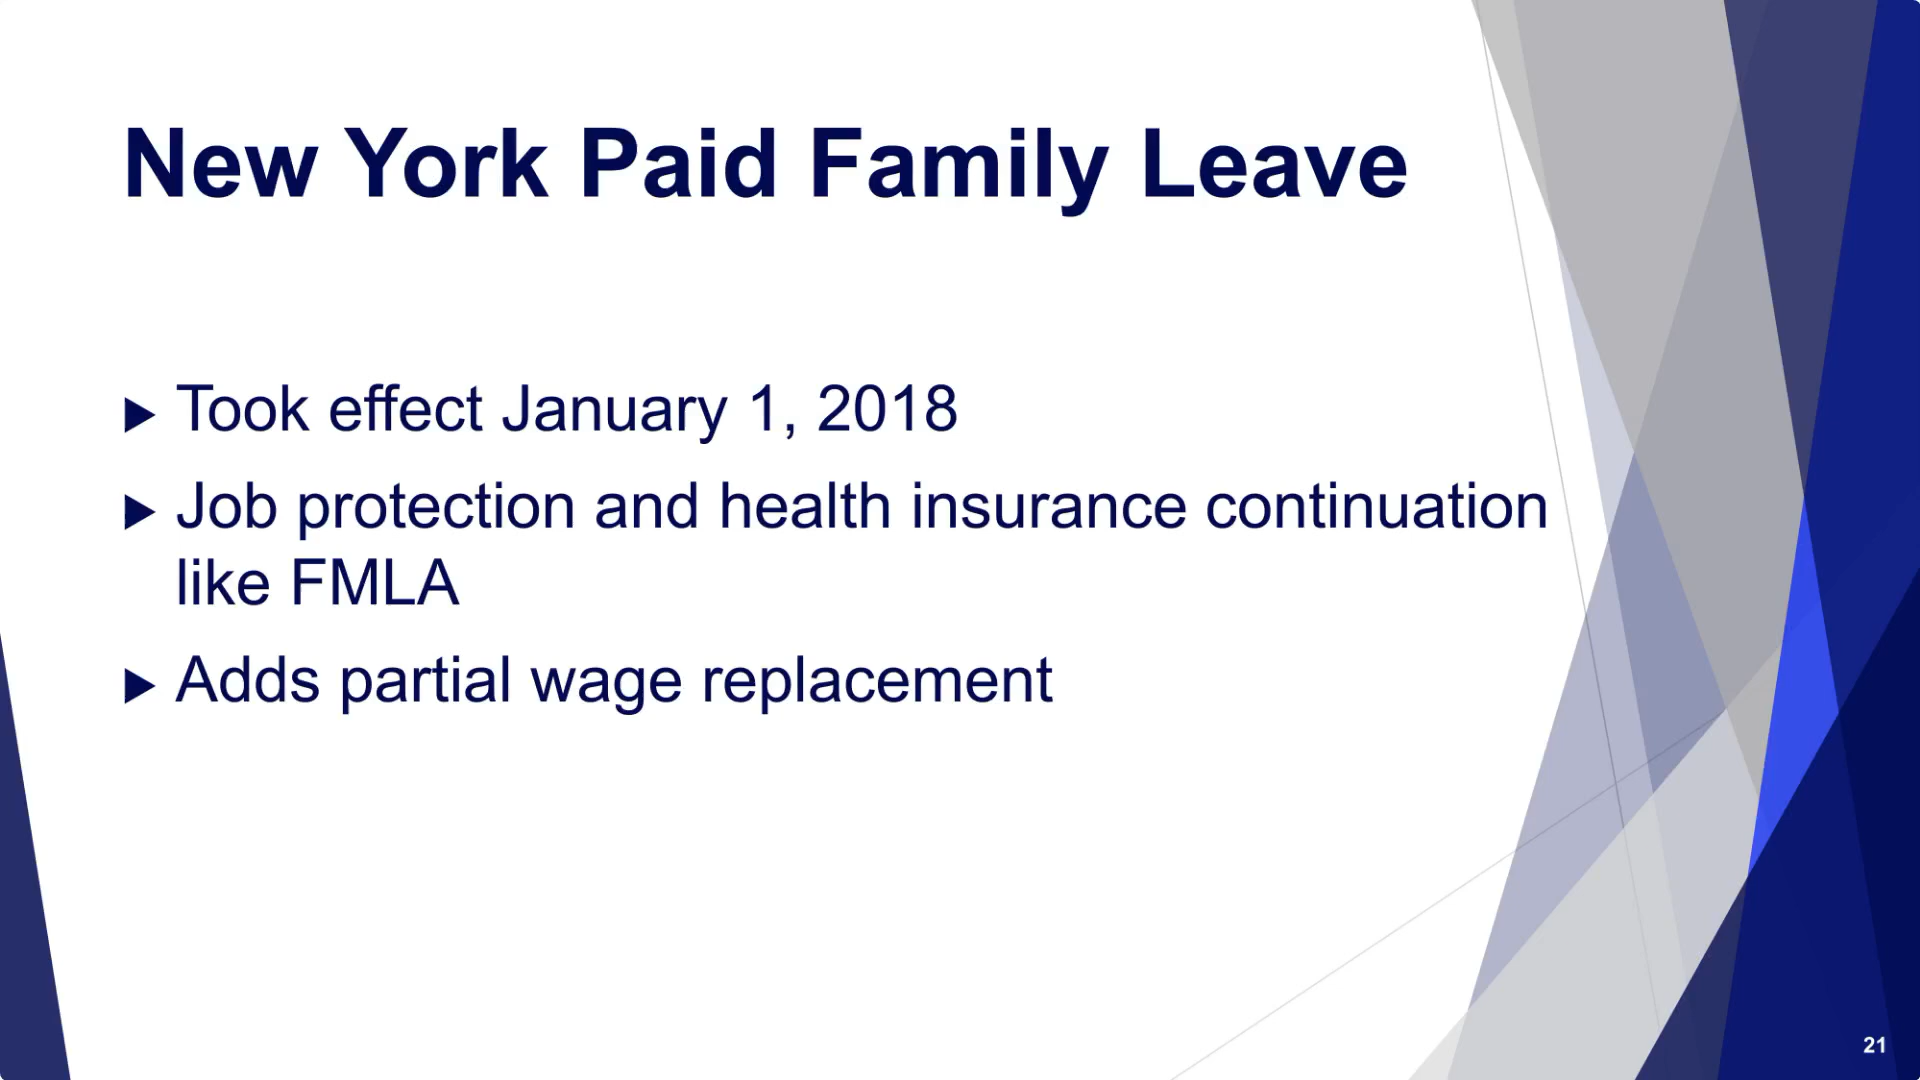 New York Paid Family Leave
Took effect January 1, 2018
Job protection and health insurance continuation
like FMLA
Adds partial wage replacement
21